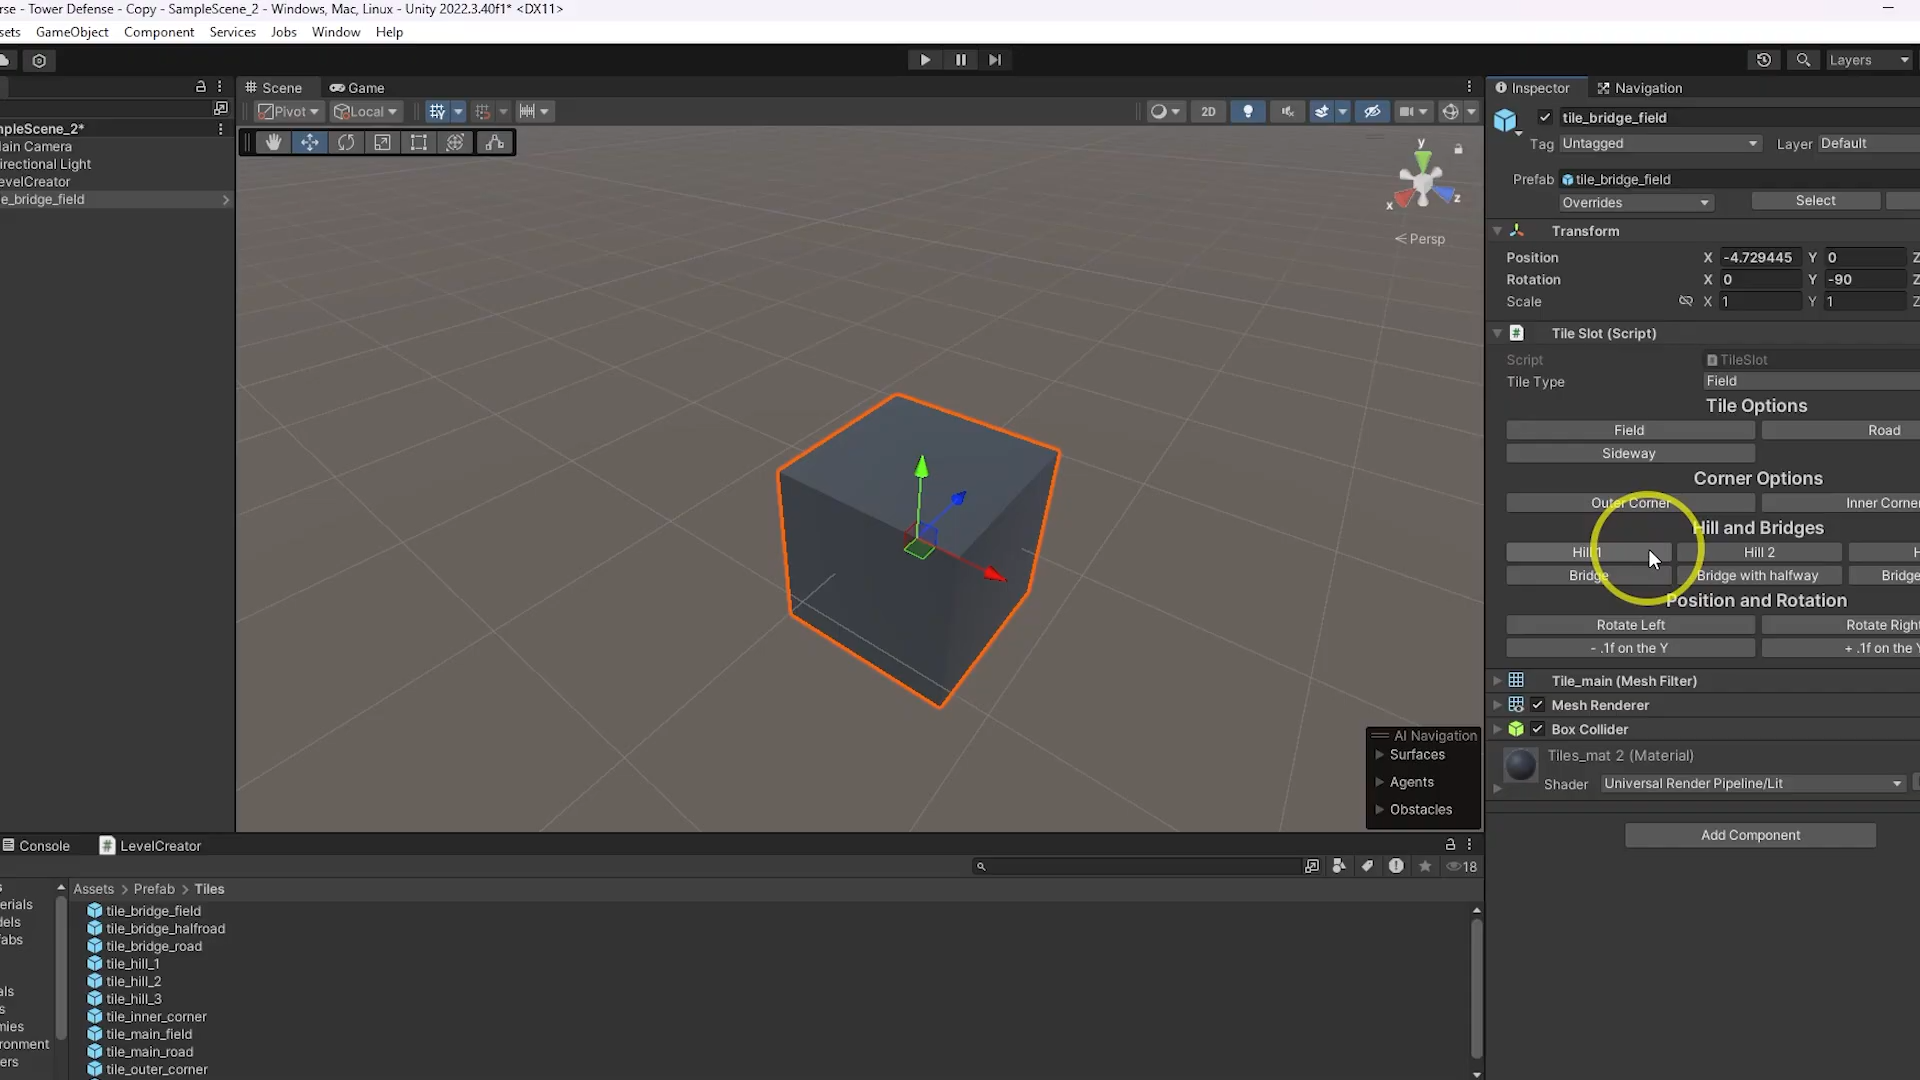 rse - Tower Defense - Copy - SampleScene_2 - Windows, Mac, Linux - Unity 2022.3.40f1* <DX11>
sets GameObject Component Services Jobs Window Help
Layers
Scene Game
Inspector Navigation
Pivot Local 2D
mpleScene_2*
ain Camera
irectional Light
evelCreator
e_bridge_field
y
x
z
Persp
tile_bridge_field
Tag Untagged Layer Default
Prefab tile_bridge_field
Overrides Select
Transform
Position X -4.729445 Y 0 Z
Rotation X 0 Y -90 Z
Scale X 1 Y 1 Z
# Tile Slot (Script)
Script TileSlot
Tile Type Field
Tile Options
Field Road
Sideway
Corner Options
Outer Corner Inner Corne
Hill and Bridges
Hill 1 Hill 2 H
Bridge Bridge with halfway Bridge
Position and Rotation
Rotate Left Rotate Righ
- .1f on the Y + .1f on the Y
Tile_main (Mesh Filter)
Mesh Renderer
Box Collider
Tiles_mat 2 (Material)
Shader Universal Render Pipeline/Lit
Add Component
AI Navigation
Surfaces
Agents
Obstacles
Console # LevelCreator
18
Assets > Prefab > Tiles
s
erials
dels
fabs
als
s
mies
ronment
ers
tile_bridge_field
tile_bridge_halfroad
tile_bridge_road
tile_hill_1
tile_hill_2
tile_hill_3
tile_inner_corner
tile_main_field
tile_main_road
tile_outer_corner